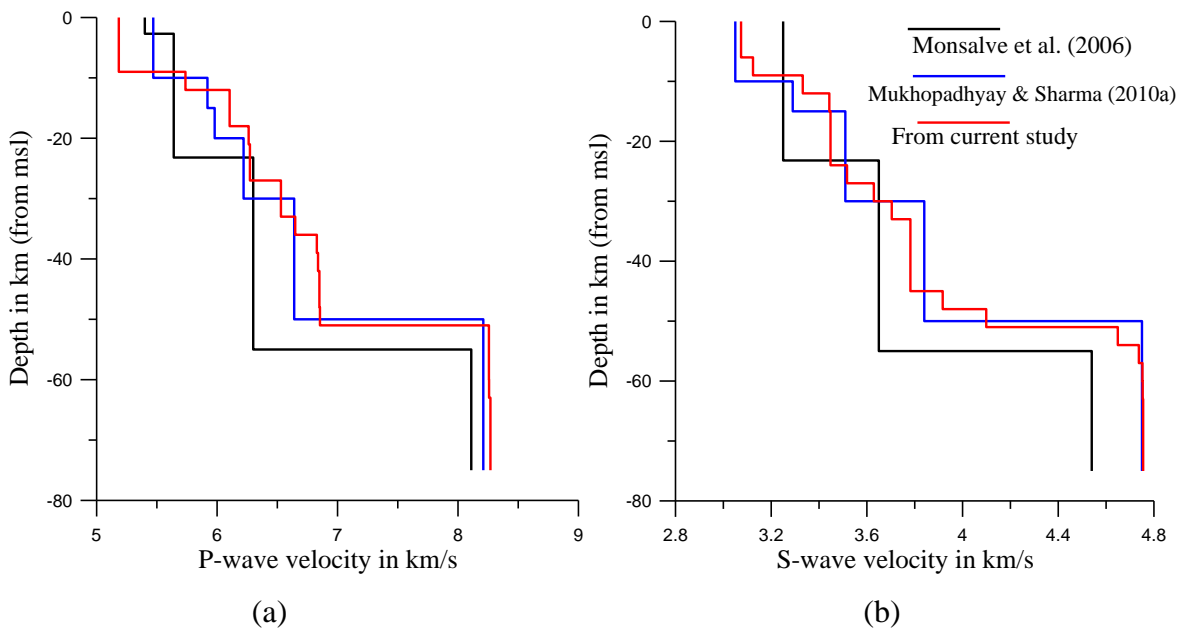 0
-20
-40
-60
-80
Depth in km (from msl)
5
6
7
8
9
P-wave velocity in km/s
(a)
0
-20
-40
-60
-80
Depth in km (from msl)
2.8
3.2
3.6
4
4.4
4.8
S-wave velocity in km/s
(b)
Monsalve et al. (2006)
Mukhopadhyay & Sharma (2010a)
From current study